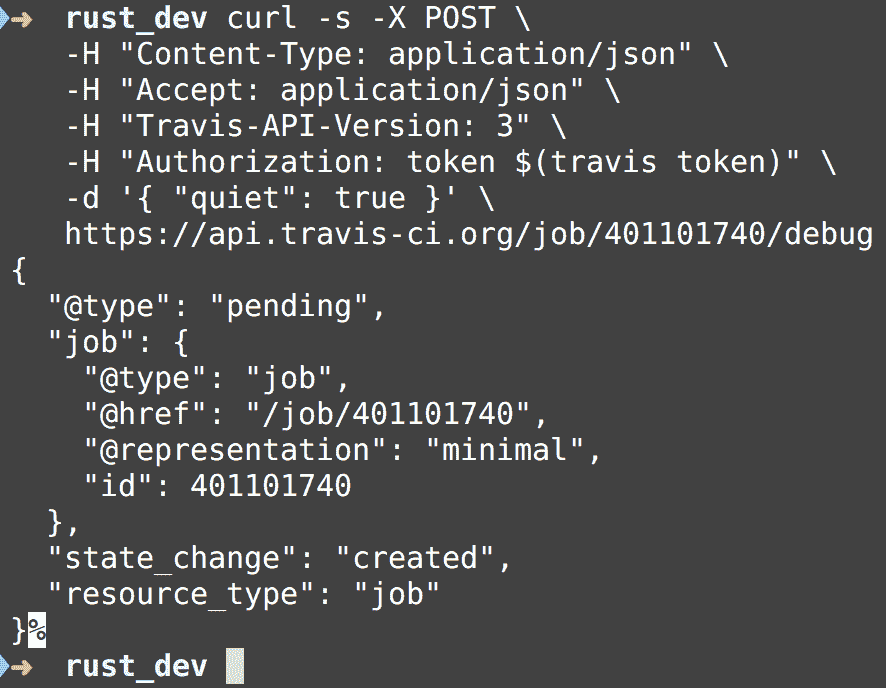 ➜  rust_dev curl -s -X POST \
   -H "Content-Type: application/json" \
   -H "Accept: application/json" \
   -H "Travis-API-Version: 3" \
   -H "Authorization: token $(travis token)" \
   -d '{ "quiet": true }' \
   https://api.travis-ci.org/job/401101740/debug
{
  "@type": "pending",
  "job": {
    "@type": "job",
    "@href": "/job/401101740",
    "@representation": "minimal",
    "id": 401101740
  },
  "state_change": "created",
  "resource_type": "job"
}%
➜  rust_dev